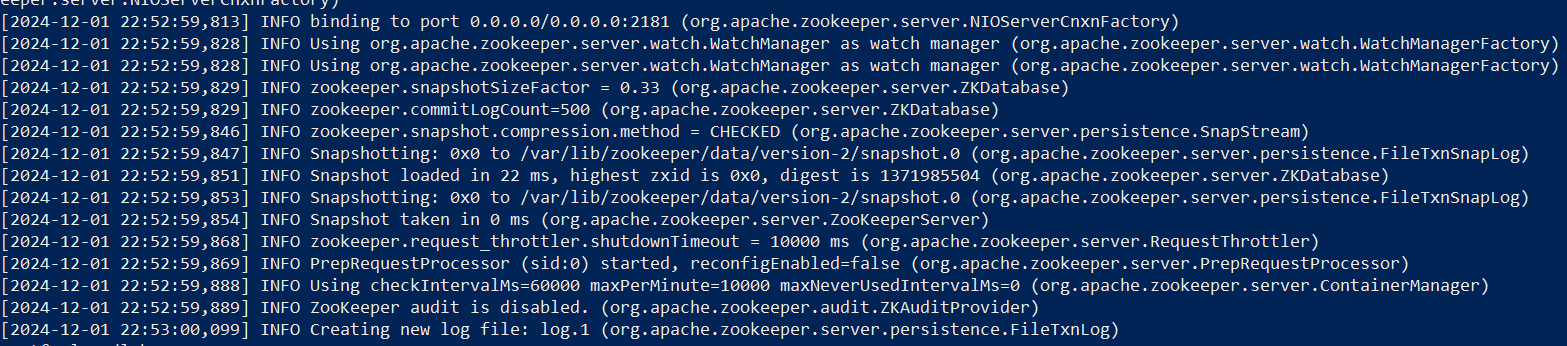 eeper.server.NIOServerCnxnFactory)
[2024-12-01 22:52:59,813] INFO binding to port 0.0.0.0/0.0.0.0:2181 (org.apache.zookeeper.server.NIOServerCnxnFactory)
[2024-12-01 22:52:59,828] INFO Using org.apache.zookeeper.server.watch.WatchManager as watch manager (org.apache.zookeeper.server.watch.WatchManagerFactory)
[2024-12-01 22:52:59,828] INFO Using org.apache.zookeeper.server.watch.WatchManager as watch manager (org.apache.zookeeper.server.watch.WatchManagerFactory)
[2024-12-01 22:52:59,829] INFO zookeeper.snapshotSizeFactor = 0.33 (org.apache.zookeeper.server.ZKDatabase)
[2024-12-01 22:52:59,829] INFO zookeeper.commitLogCount=500 (org.apache.zookeeper.server.ZKDatabase)
[2024-12-01 22:52:59,846] INFO zookeeper.snapshot.compression.method = CHECKED (org.apache.zookeeper.server.persistence.SnapStream)
[2024-12-01 22:52:59,847] INFO Snapshotting: 0x0 to /var/lib/zookeeper/data/version-2/snapshot.0 (org.apache.zookeeper.server.persistence.FileTxnSnapLog)
[2024-12-01 22:52:59,851] INFO Snapshot loaded in 22 ms, highest zxid is 0x0, digest is 1371985504 (org.apache.zookeeper.server.ZKDatabase)
[2024-12-01 22:52:59,853] INFO Snapshotting: 0x0 to /var/lib/zookeeper/data/version-2/snapshot.0 (org.apache.zookeeper.server.persistence.FileTxnSnapLog)
[2024-12-01 22:52:59,854] INFO Snapshot taken in 0 ms (org.apache.zookeeper.server.ZooKeeperServer)
[2024-12-01 22:52:59,868] INFO zookeeper.request_throttler.shutdownTimeout = 10000 ms (org.apache.zookeeper.server.RequestThrottler)
[2024-12-01 22:52:59,869] INFO PrepRequestProcessor (sid:0) started, reconfigEnabled=false (org.apache.zookeeper.server.PrepRequestProcessor)
[2024-12-01 22:52:59,888] INFO Using checkIntervalMs=60000 maxPerMinute=10000 maxNeverUsedIntervalMs=0 (org.apache.zookeeper.server.ContainerManager)
[2024-12-01 22:52:59,889] INFO ZooKeeper audit is disabled. (org.apache.zookeeper.audit.ZKAuditProvider)
[2024-12-01 22:53:00,099] INFO Creating new log file: log.1 (org.apache.zookeeper.server.persistence.FileTxnLog)